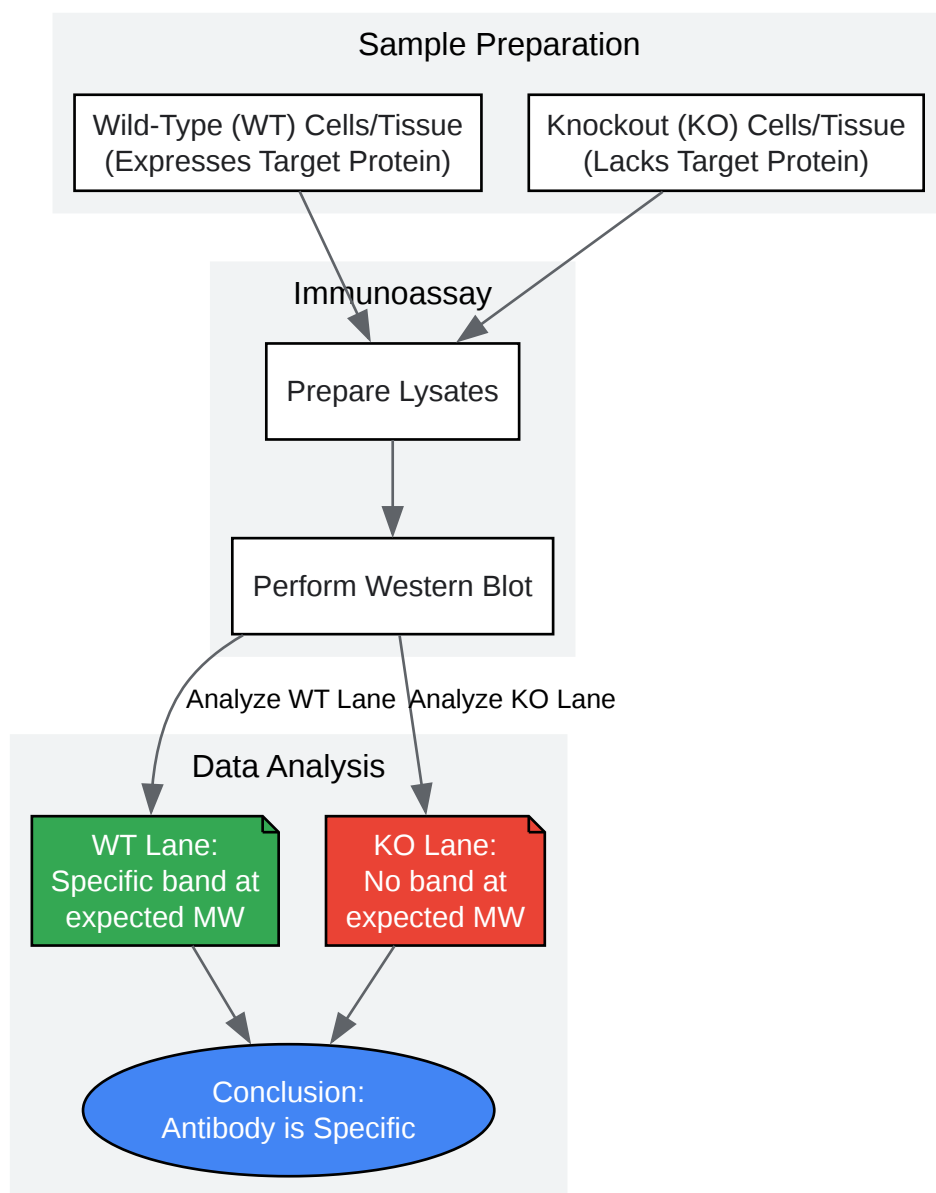 Sample Preparation
Wild-Type (WT) Cells/Tissue
(Expresses Target Protein)
Knockout (KO) Cells/Tissue
(Lacks Target Protein)
Immunoassay
Prepare Lysates
Perform Western Blot
Analyze WT Lane
Analyze KO Lane
Data Analysis
WT Lane:
Specific band at
expected MW
KO Lane:
No band at
expected MW
Conclusion:
Antibody is Specific